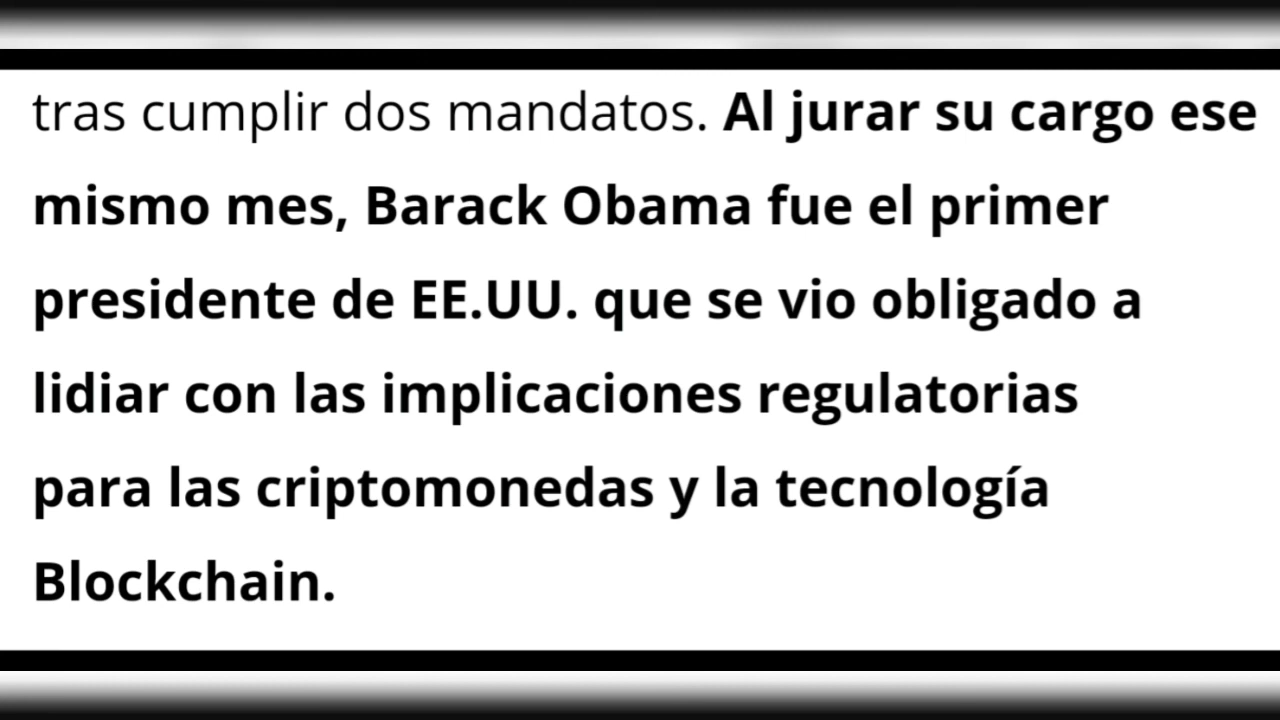 tras cumplir dos mandatos. Al jurar su cargo ese
mismo mes, Barack Obama fue el primer
presidente de EE.UU. que se vio obligado a
lidiar con las implicaciones regulatorias
para las criptomonedas y la tecnología
Blockchain.